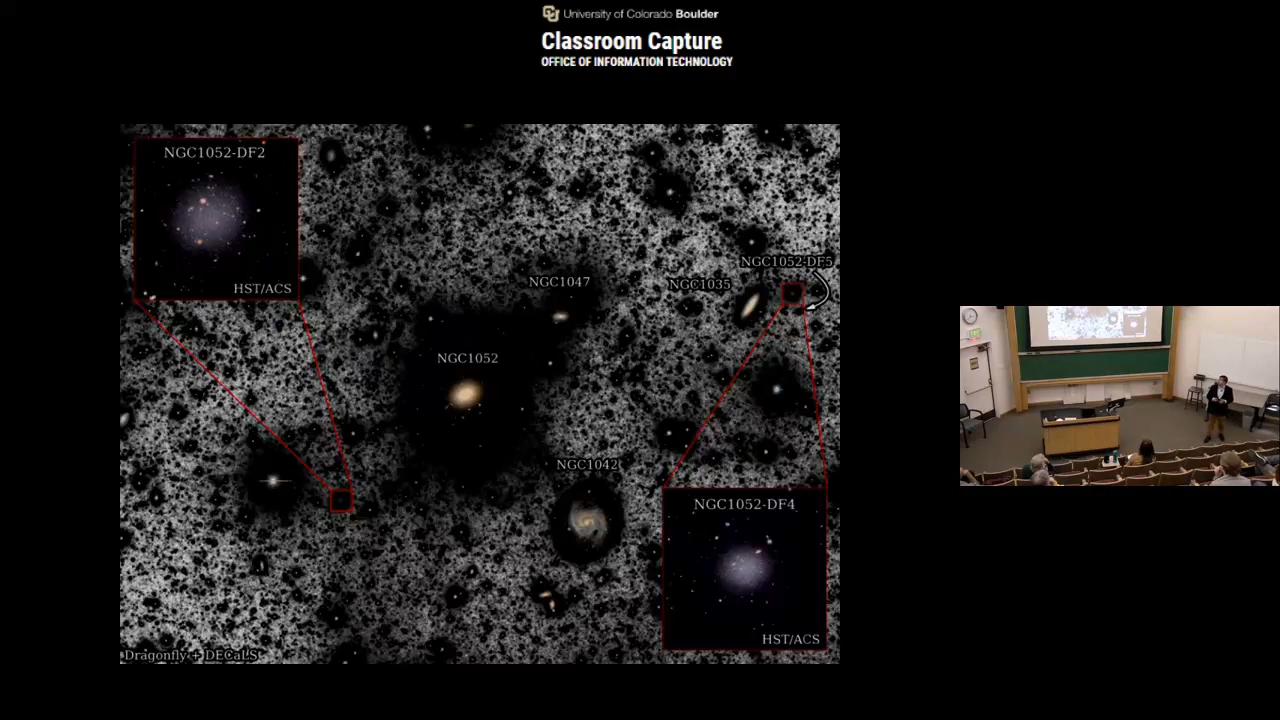 University of Colorado Boulder
Classroom Capture
OFFICE OF INFORMATION TECHNOLOGY
NGC1052-DF2
HST/ACS
NGC1047
NGC1035
NGC1052-DF5
NGC1052
NGC1042
NGC1052-DF4
HST/ACS
Dragonfly + DECaLS